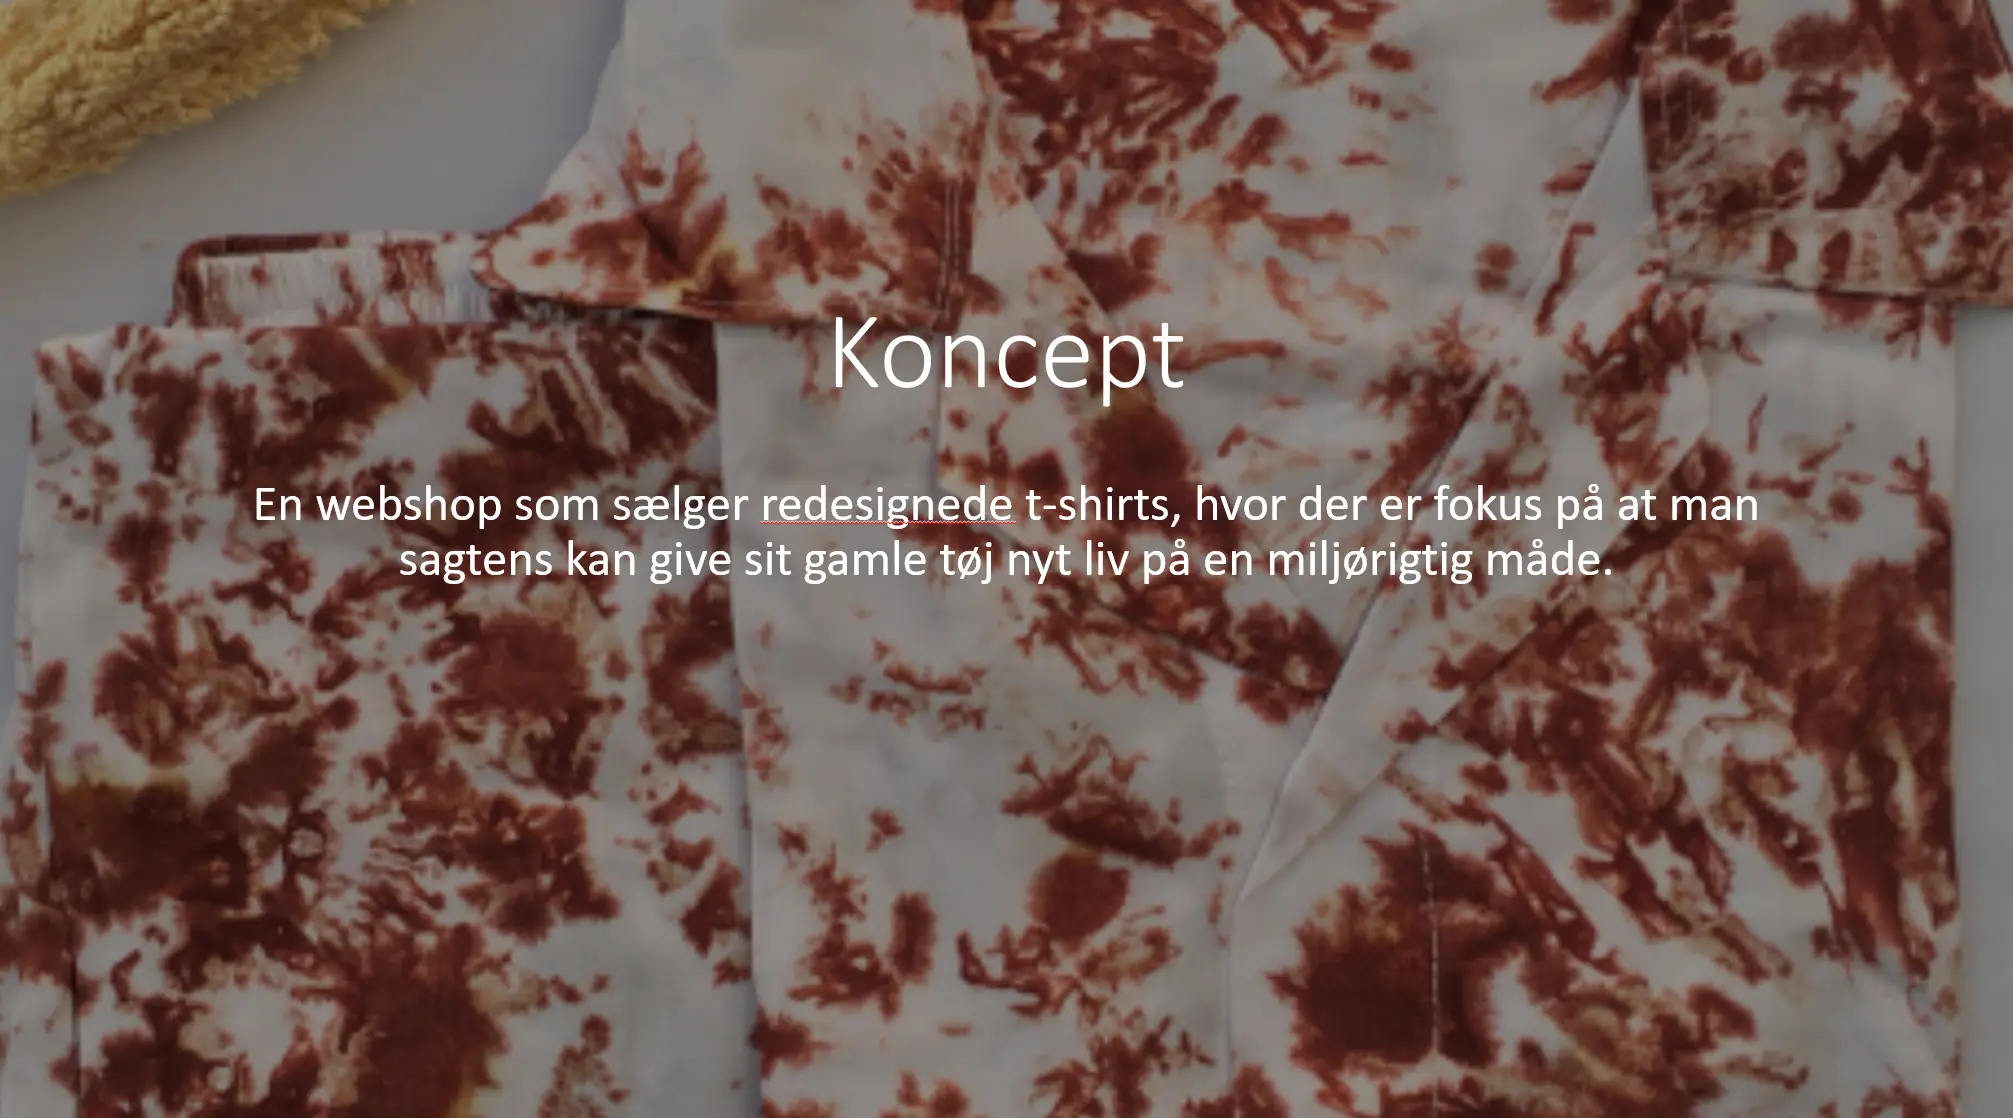 Koncept
En webshop som sælger redesignede t-shirts, hvor der er fokus på at man
sagtens kan give sit gamle tøj nyt liv på en miljørigtig måde.